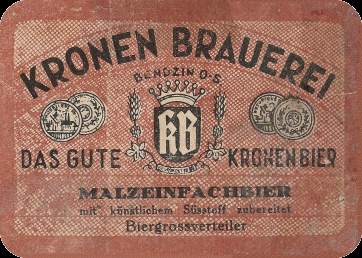 KRONEN BRAUEREI
BENDZIN O-S.
KB
DAS GUTE KRONENBIER
MALZEINFACHBIER
mit künstlichem Süsstoff zubereitet
Biergrossverteiler